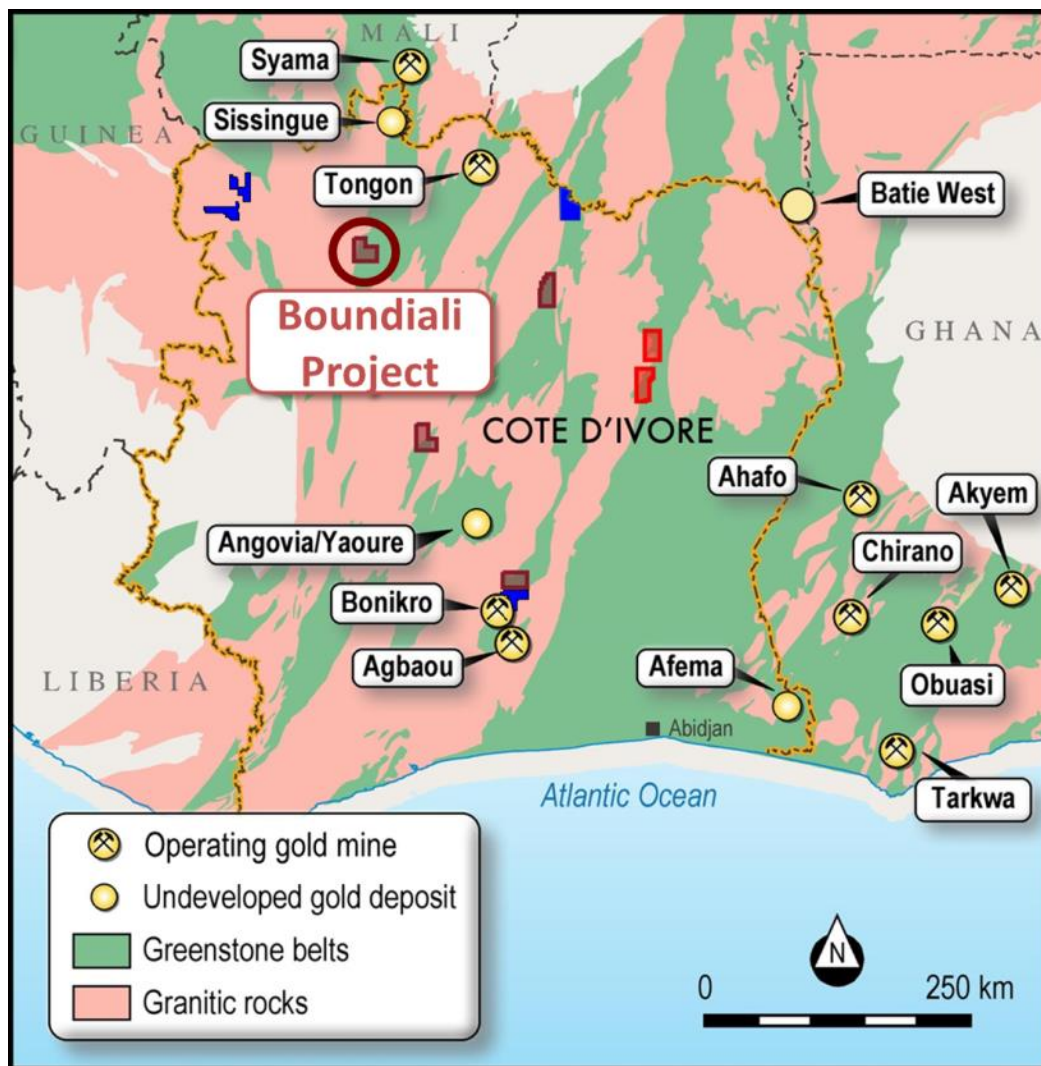 MALI
Syama
Sissingue
GUINEA
Tongon
Batie West
Boundiali
Project
GHANA
COTE D'IVORE
Ahafo
Akyem
Angovia/Yaoure
Chirano
Bonikro
Agbaou
LIBERIA
Afema
Obuasi
Abidjan
Tarkwa
Atlantic Ocean
Operating gold mine
Undeveloped gold deposit
Greenstone belts
Granitic rocks
N
0 250 km